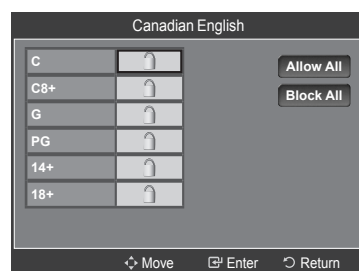 Canadian English
C
Allow All
C8+
Block All
G
PG
14+
18+
Move Enter Return